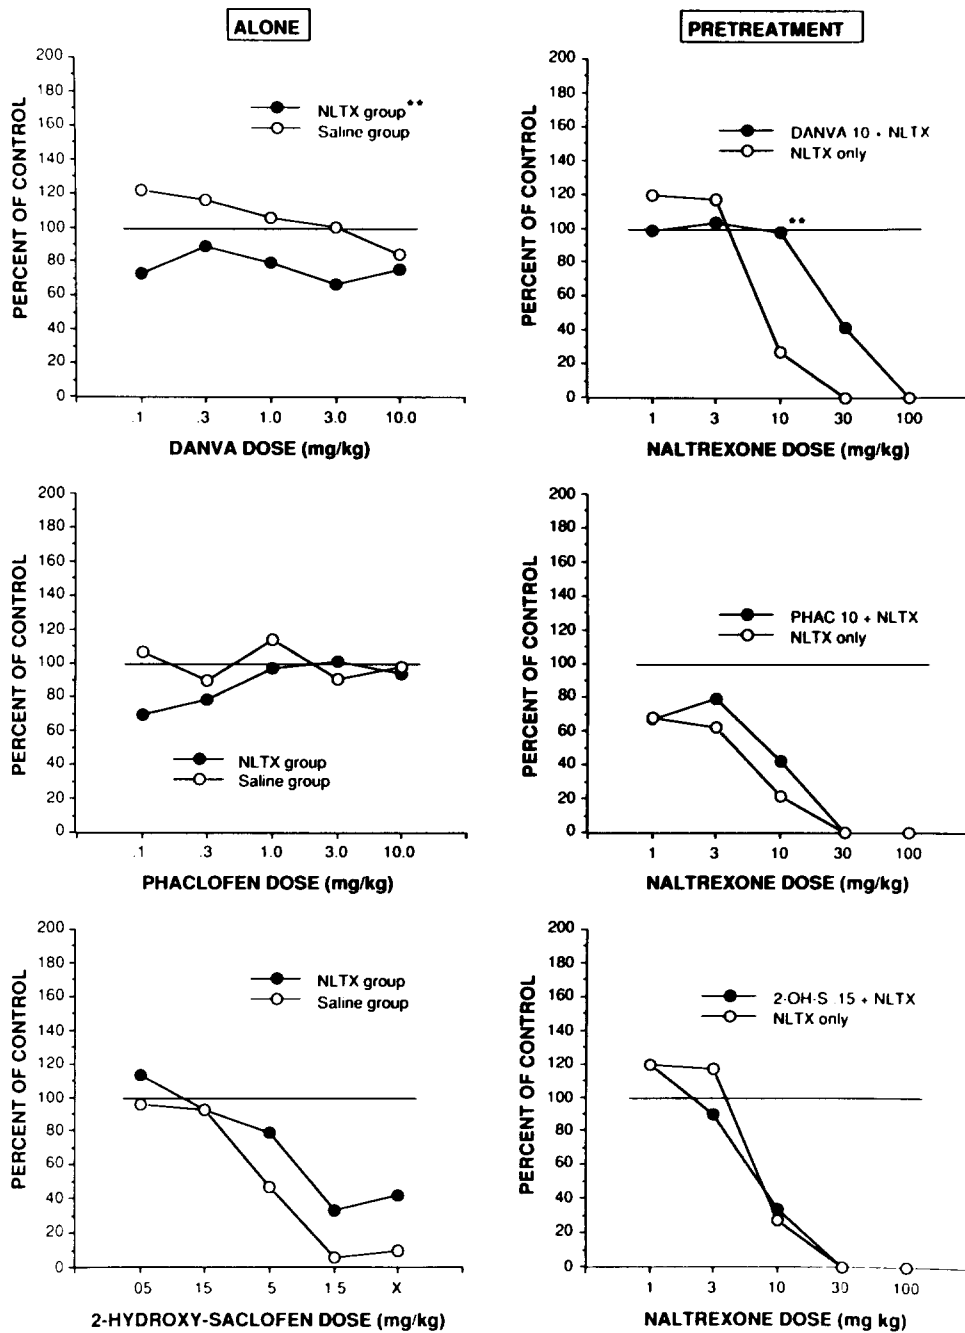 ALONE
PRETREATMENT
PERCENT OF CONTROL
200
180
160
140
120
100
80
60
40
20
0
NLTX group**
Saline group
.1 .3 1.0 3.0 10.0
DANVA DOSE (mg/kg)
PERCENT OF CONTROL
200
180
160
140
120
100
80
60
40
20
0
DANVA 10 + NLTX
NLTX only
**
1 3 10 30 100
NALTREXONE DOSE (mg/kg)
PERCENT OF CONTROL
200
180
160
140
120
100
80
60
40
20
0
NLTX group
Saline group
.1 .3 1.0 3.0 10.0
PHACLOFEN DOSE (mg/kg)
PERCENT OF CONTROL
200
180
160
140
120
100
80
60
40
20
0
PHAC 10 + NLTX
NLTX only
1 3 10 30 100
NALTREXONE DOSE (mg/kg)
PERCENT OF CONTROL
200
180
160
140
120
100
80
60
40
20
0
NLTX group
Saline group
05 15 5 1 5 X
2-HYDROXY-SACLOFEN DOSE (mg/kg)
PERCENT OF CONTROL
200
180
160
140
120
100
80
60
40
20
0
2-OH-S .15 + NLTX
NLTX only
1 3 10 30 100
NALTREXONE DOSE (mg kg)